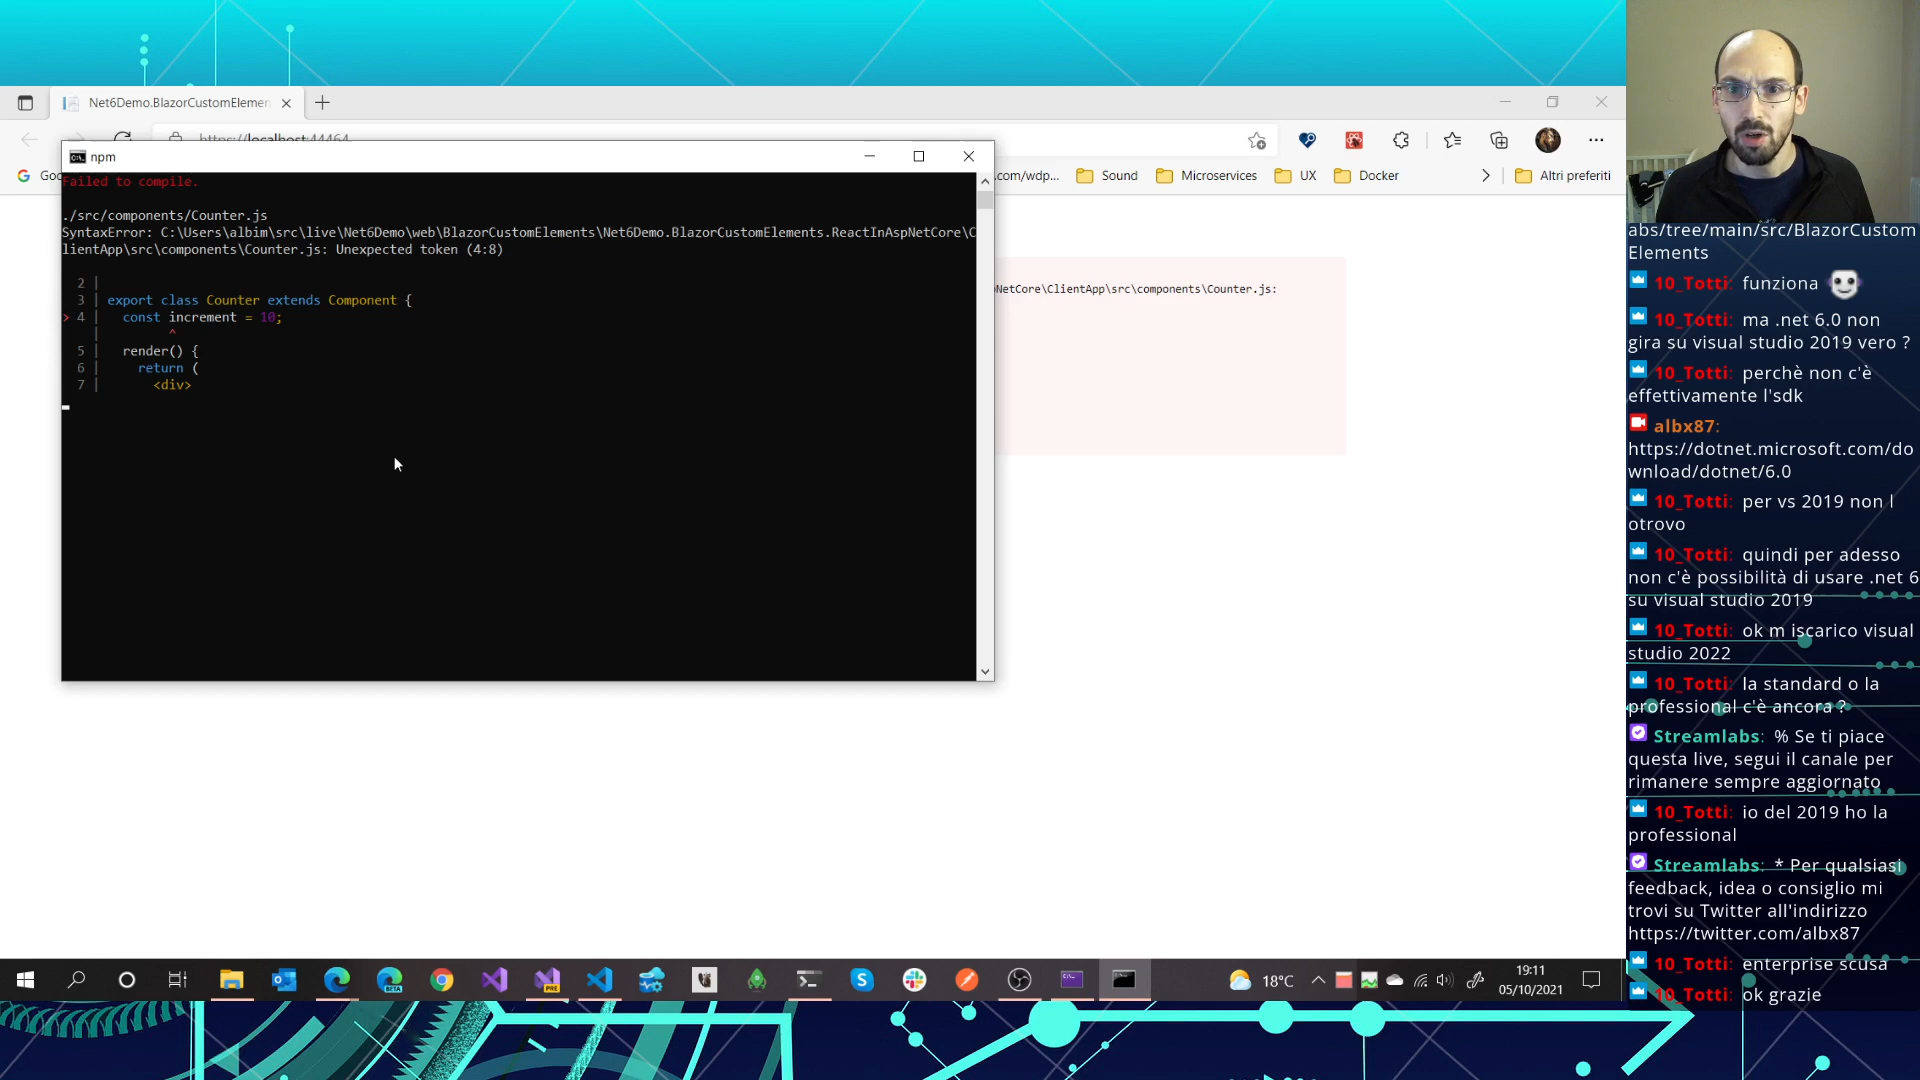 Net6Demo.BlazorCustomElemen
https://localhost:44464
npm
Goo
.com/wdp...
Sound
Microservices
UX
Docker
Altri preferiti
Failed to compile.
./src/components/Counter.js
SyntaxError: C:\Users\albim\src\live\Net6Demo\web\BlazorCustomElements\Net6Demo.BlazorCustomElements.ReactInAspNetCore\C
lientApp\src\components\Counter.js: Unexpected token (4:8)
2 |
3 | export class Counter extends Component {
> 4 | const increment = 10;
| ^
5 | render() {
6 | return (
7 | <div>
NetCore\ClientApp\src\components\Counter.js:
abs/tree/main/src/BlazorCustom
Elements
10_Totti: funziona
10_Totti: ma .net 6.0 non
gira su visual studio 2019 vero ?
10_Totti: perchè non c'è
effettivamente l'sdk
albx87:
https://dotnet.microsoft.com/do
wnload/dotnet/6.0
10_Totti: per vs 2019 non l
otrovo
10_Totti: quindi per adesso
non c'è possibilità di usare .net 6
su visual studio 2019
10_Totti: ok m iscarico visual
studio 2022
10_Totti: la standard o la
professional c'è ancora ?
Streamlabs: % Se ti piace
questa live, segui il canale per
rimanere sempre aggiornato
10_Totti: io del 2019 ho la
professional
Streamlabs: * Per qualsiasi
feedback, idea o consiglio mi
trovi su Twitter all'indirizzo
https://twitter.com/albx87
10_Totti: enterprise scusa
10_Totti: ok grazie
PRE
BETA
18°C
19:11
05/10/2021